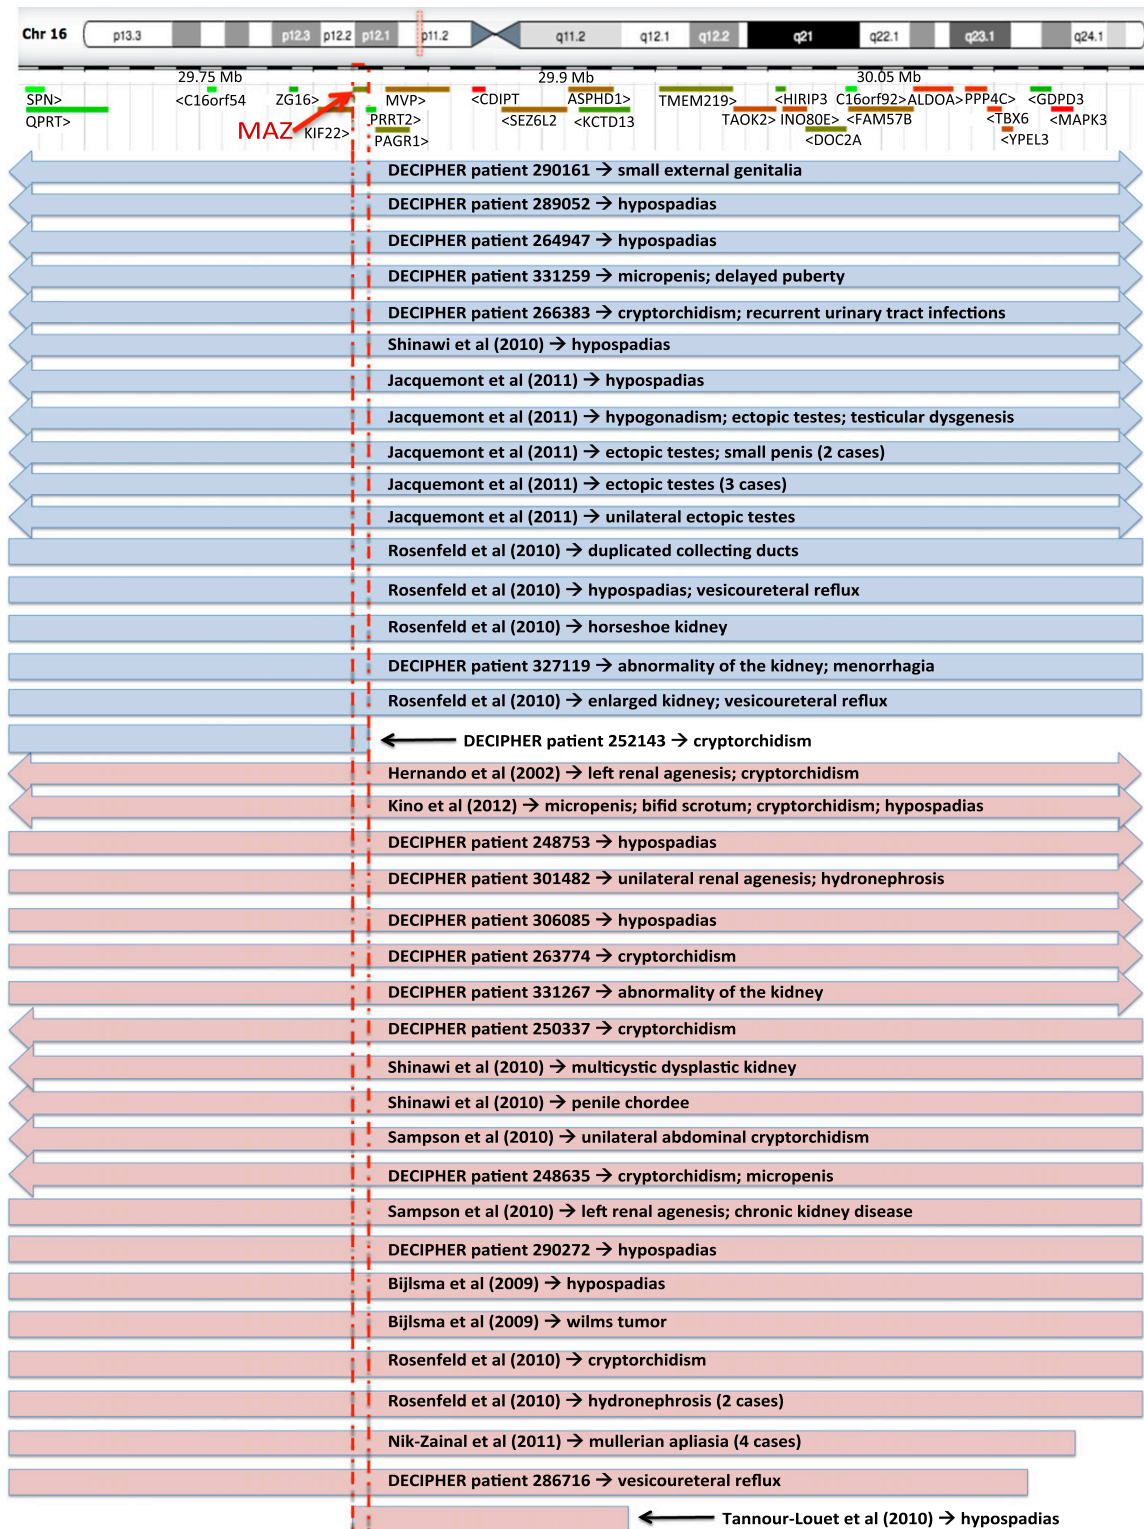 Chr 16 p13.3 p12.3 p12.2 p12.1 p11.2 q11.2 q12.1 q12.2 q21 q22.1 q23.1 q24.1
29.75 Mb 29.9 Mb 30.05 Mb
SPN> <C16orf54 ZG16> MVP> <CDIPT ASPHD1> TMEM219> <HIRIP3 C16orf92> ALDOA> PPP4C> <GDPD3
QPRT> MAZ KIF22> PRRT2> <SEZ6L2 <KCTD13 TAOK2> INO80E> <FAM57B <TBX6 <MAPK3
PAGR1> <DOC2A <YPEL3
DECIPHER patient 290161 → small external genitalia
DECIPHER patient 289052 → hypospadias
DECIPHER patient 264947 → hypospadias
DECIPHER patient 331259 → micropenis; delayed puberty
DECIPHER patient 266383 → cryptorchidism; recurrent urinary tract infections
Shinawi et al (2010) → hypospadias
Jacquemont et al (2011) → hypospadias
Jacquemont et al (2011) → hypogonadism; ectopic testes; testicular dysgenesis
Jacquemont et al (2011) → ectopic testes; small penis (2 cases)
Jacquemont et al (2011) → ectopic testes (3 cases)
Jacquemont et al (2011) → unilateral ectopic testes
Rosenfeld et al (2010) → duplicated collecting ducts
Rosenfeld et al (2010) → hypospadias; vesicoureteral reflux
Rosenfeld et al (2010) → horseshoe kidney
DECIPHER patient 327119 → abnormality of the kidney; menorrhagia
Rosenfeld et al (2010) → enlarged kidney; vesicoureteral reflux
DECIPHER patient 252143 → cryptorchidism
Hernando et al (2002) → left renal agenesis; cryptorchidism
Kino et al (2012) → micropenis; bifid scrotum; cryptorchidism; hypospadias
DECIPHER patient 248753 → hypospadias
DECIPHER patient 301482 → unilateral renal agenesis; hydronephrosis
DECIPHER patient 306085 → hypospadias
DECIPHER patient 263774 → cryptorchidism
DECIPHER patient 331267 → abnormality of the kidney
DECIPHER patient 250337 → cryptorchidism
Shinawi et al (2010) → multicystic dysplastic kidney
Shinawi et al (2010) → penile chordee
Sampson et al (2010) → unilateral abdominal cryptorchidism
DECIPHER patient 248635 → cryptorchidism; micropenis
Sampson et al (2010) → left renal agenesis; chronic kidney disease
DECIPHER patient 290272 → hypospadias
Bijlsma et al (2009) → hypospadias
Bijlsma et al (2009) → wilms tumor
Rosenfeld et al (2010) → cryptorchidism
Rosenfeld et al (2010) → hydronephrosis (2 cases)
Nik-Zainal et al (2011) → mullerian apliasia (4 cases)
DECIPHER patient 286716 → vesicoureteral reflux
Tannour-Louet et al (2010) → hypospadias